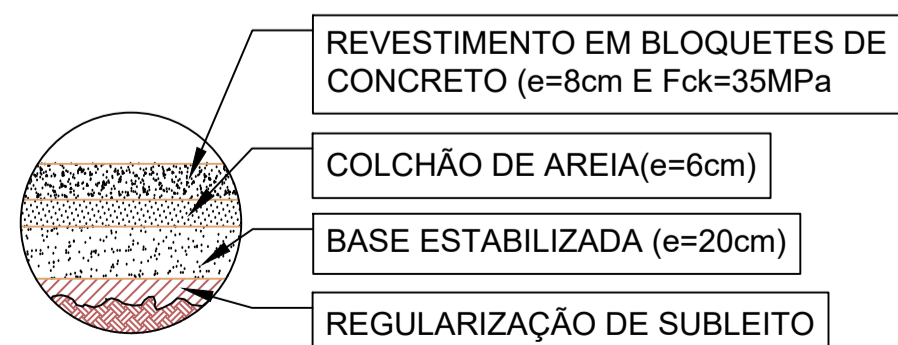 REVESTIMENTO EM BLOQUETES DE
CONCRETO (e=8cm E Fck=35MPa
COLCHÃO DE AREIA(e=6cm)
BASE ESTABILIZADA (e=20cm)
REGULARIZAÇÃO DE SUBLEITO